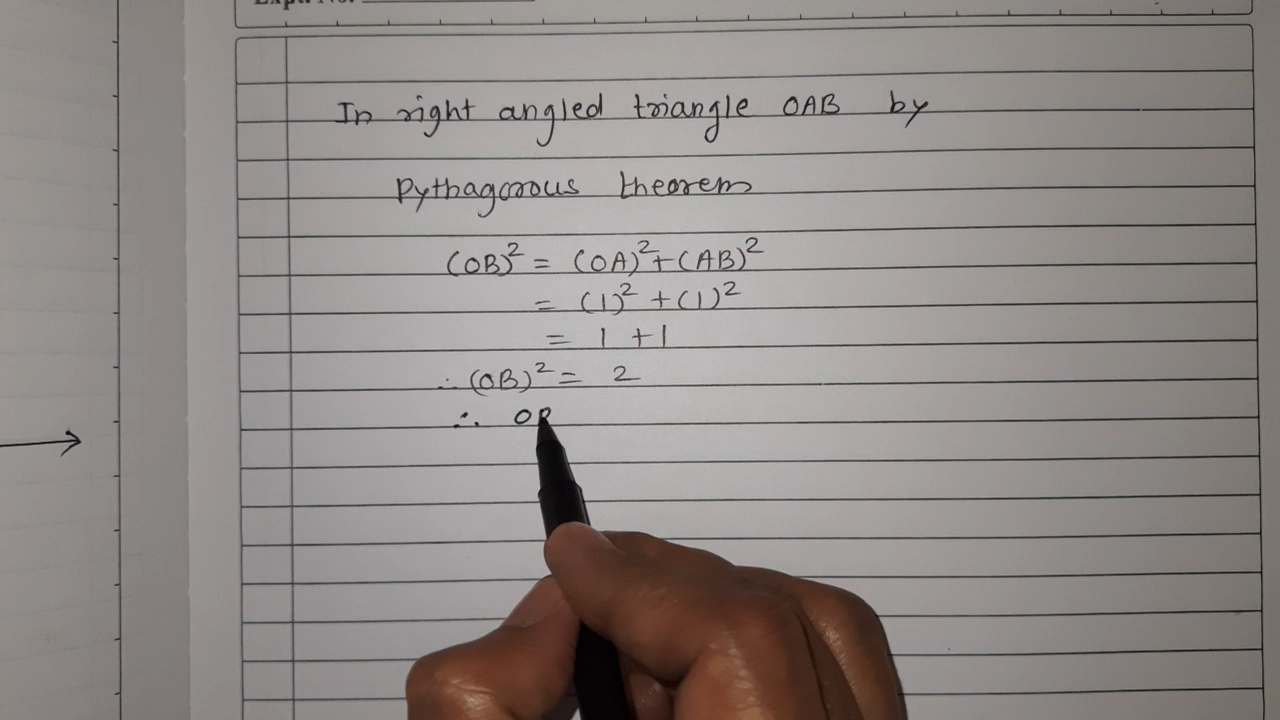 In right angled triangle OAB by
Pythagorous theorem
(OB)² = (OA)²+(AB)²
= (1)² + (1)²
= 1 + 1
∴ (OB)² = 2
∴ OB